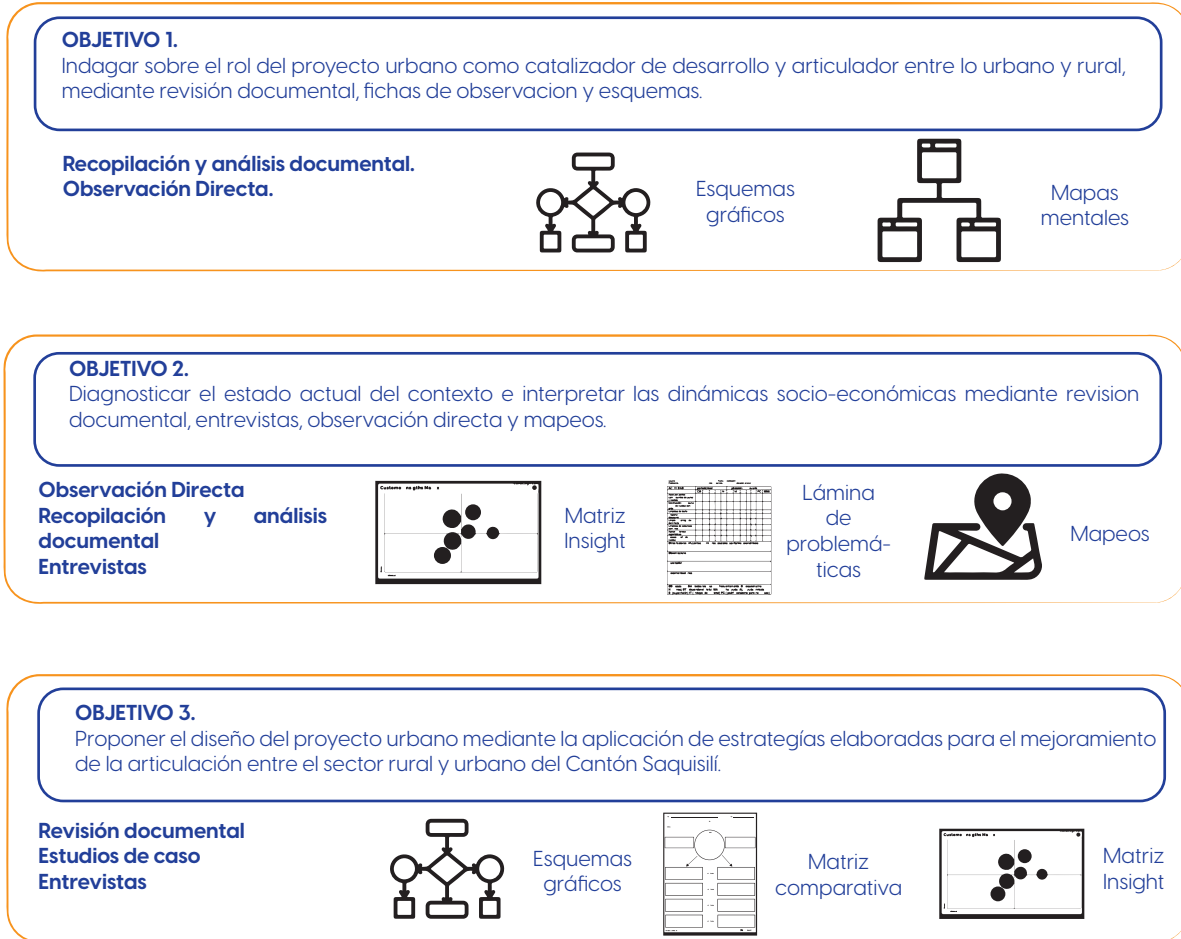 OBJETIVO 1.
Indagar sobre el rol del proyecto urbano como catalizador de desarrollo y articulador entre lo urbano y rural,
mediante revisión documental, fichas de observacion y esquemas.
Recopilación y análisis documental.
Observación Directa.
Esquemas
gráficos
Mapas
mentales
OBJETIVO 2.
Diagnosticar el estado actual del contexto e interpretar las dinámicas socio-económicas mediante revision
documental, entrevistas, observación directa y mapeos.
Observación Directa
Recopilación y análisis
documental
Entrevistas
Matriz
Insight
Lámina
de
problemá-
ticas
Mapeos
OBJETIVO 3.
Proponer el diseño del proyecto urbano mediante la aplicación de estrategías elaboradas para el mejoramiento
de la articulación entre el sector rural y urbano del Cantón Saquisilí.
Revisión documental
Estudios de caso
Entrevistas
Esquemas
gráficos
Matriz
comparativa
Matriz
Insight